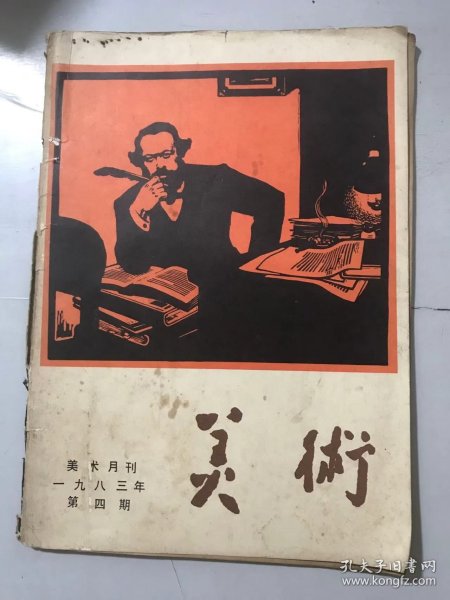 美術
美术月刊
一九八三年
第四期
孔夫子旧书网
www.kongfz.com